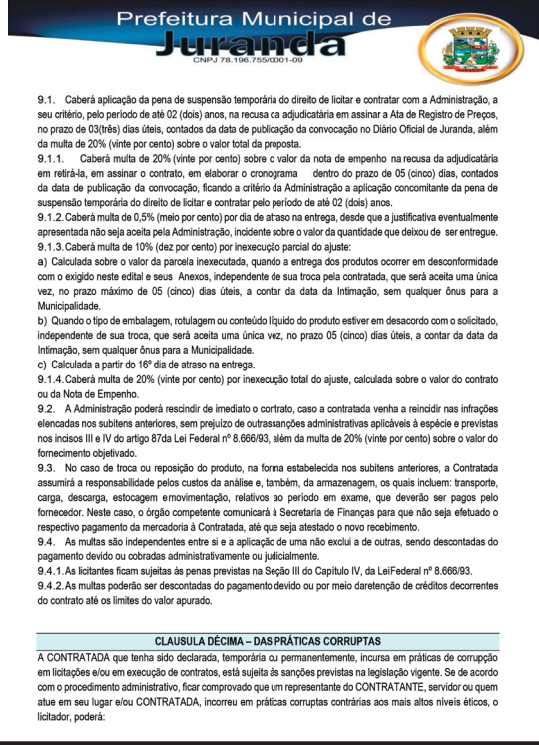 Prefeitura Municipal de
Juranda
CNPJ 78.196.755/0001-09
9.1. Caberá aplicação da pena de suspensão temporária do direito de licitar e contratar com a Administração, a
seu critério, pelo período de até 02 (dois) anos, na recusa da adjudicatária em assinar a Ata de Registro de Preços,
no prazo de 03(três) dias úteis, contados da data de publicação da convocação no Diário Oficial de Juranda, além
da multa de 20% (vinte por cento) sobre o valor total da proposta.
9.1.1. Caberá multa de 20% (vinte por cento) sobre o valor da nota de empenho na recusa da adjudicatária
em retirá-la, em assinar o contrato, em elaborar o cronograma dentro do prazo de 05 (cinco) dias, contados
da data de publicação da convocação, ficando a critério da Administração a aplicação concomitante da pena de
suspensão temporária do direito de licitar e contratar pelo período de até 02 (dois) anos.
9.1.2. Caberá multa de 0,5% (meio por cento) por dia de atraso na entrega, desde que a justificativa eventualmente
apresentada não seja aceita pela Administração, incidente sobre o valor da quantidade que deixou de ser entregue.
9.1.3. Caberá multa de 10% (dez por cento) por inexecução parcial do ajuste:
a) Calculada sobre o valor da parcela inexecutada, quando a entrega dos produtos ocorrer em desconformidade
com o exigido neste edital e seus Anexos, independente de sua troca pela contratada, que será aceita uma única
vez, no prazo máximo de 05 (cinco) dias úteis, a contar da data da Intimação, sem qualquer ônus para a
Municipalidade.
b) Quando o tipo de embalagem, rotulagem ou conteúdo líquido do produto estiver em desacordo com o solicitado,
independente de sua troca, que será aceita uma única vez, no prazo 05 (cinco) dias úteis, a contar da data da
Intimação, sem qualquer ônus para a Municipalidade.
c) Calculada a partir do 16º dia de atraso na entrega.
9.1.4. Caberá multa de 20% (vinte por cento) por inexecução total do ajuste, calculada sobre o valor do contrato
ou da Nota de Empenho.
9.2. A Administração poderá rescindir de imediato o contrato, caso a contratada venha a reincidir nas infrações
elencadas nos subitens anteriores, sem prejuízo de outrassanções administrativas aplicáveis à espécie e previstas
nos incisos III e IV do artigo 87da Lei Federal nº 8.666/93, além da multa de 20% (vinte por cento) sobre o valor do
fornecimento objetivado.
9.3. No caso de troca ou reposição do produto, na forma estabelecida nos subitens anteriores, a Contratada
assumirá a responsabilidade pelos custos da análise e, também, da armazenagem, os quais incluem: transporte,
carga, descarga, estocagem emovimentação, relativos ao período em exame, que deverão ser pagos pelo
fornecedor. Neste caso, o órgão competente comunicará à Secretaria de Finanças para que não seja efetuado o
respectivo pagamento da mercadoria à Contratada, até que seja atestado o novo recebimento.
9.4. As multas são independentes entre si e a aplicação de uma não exclui a de outras, sendo descontadas do
pagamento devido ou cobradas administrativamente ou judicialmente.
9.4.1. As licitantes ficam sujeitas às penas previstas na Seção III do Capítulo IV, da LeiFederal nº 8.666/93.
9.4.2. As multas poderão ser descontadas do pagamento devido ou por meio daretenção de créditos decorrentes
do contrato até os limites do valor apurado.
CLAUSULA DÉCIMA – DAS PRÁTICAS CORRUPTAS
A CONTRATADA que tenha sido declarada, temporária ou permanentemente, incursa em práticas de corrupção
em licitações e/ou em execução de contratos, está sujeita às sanções previstas na legislação vigente. Se de acordo
com o procedimento administrativo, ficar comprovado que um representante do CONTRATANTE, servidor ou quem
atue em seu lugar e/ou CONTRATADA, incorreu em práticas corruptas contrárias aos mais altos níveis éticos, o
licitador, poderá: